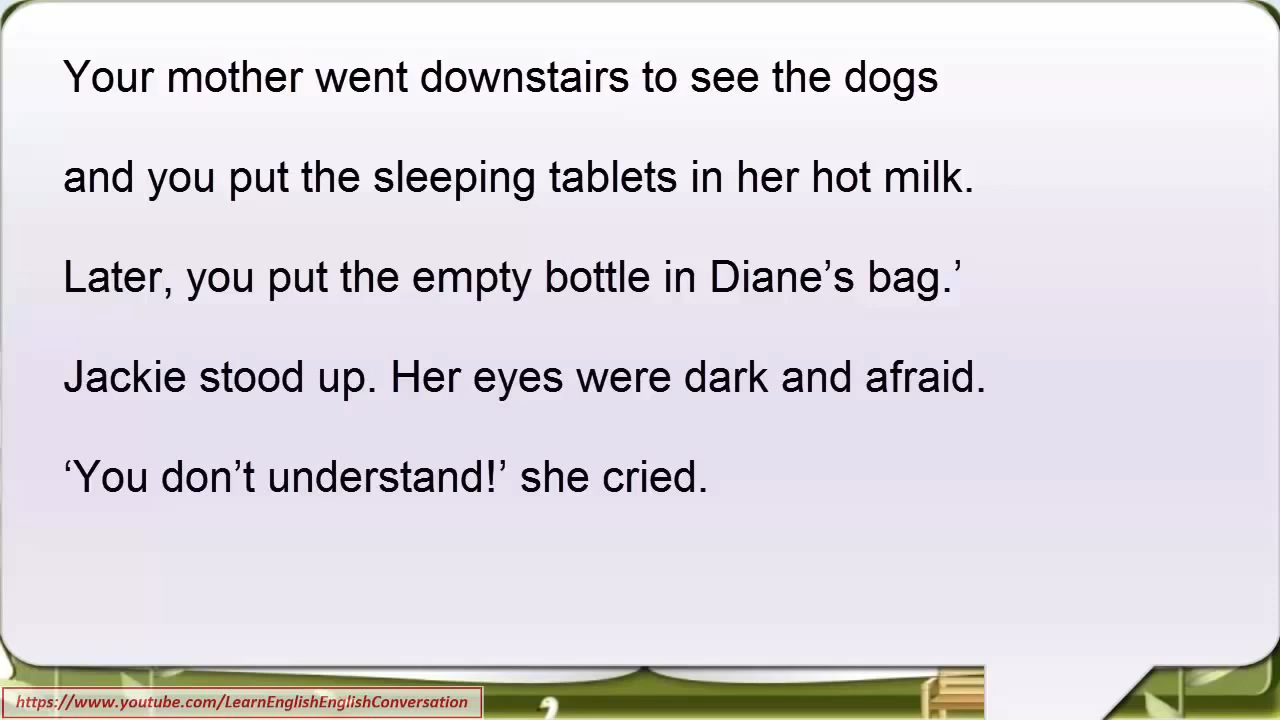 Your mother went downstairs to see the dogs
and you put the sleeping tablets in her hot milk.
Later, you put the empty bottle in Diane’s bag.’
Jackie stood up. Her eyes were dark and afraid.
‘You don’t understand!’ she cried.
https://www.youtube.com/LearnEnglishEnglishConversation